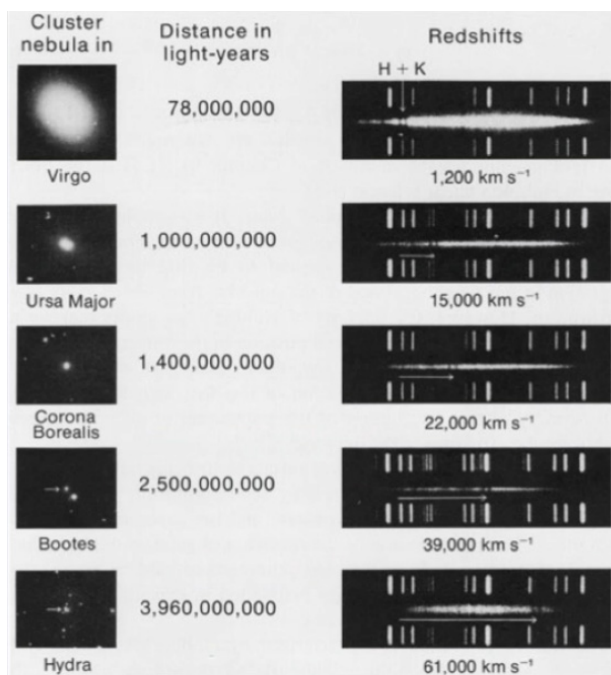 Cluster
nebula in
Distance in
light-years
Redshifts
H + K
78,000,000
Virgo
1,200 km s⁻¹
1,000,000,000
Ursa Major
15,000 km s⁻¹
1,400,000,000
Corona
Borealis
22,000 km s⁻¹
2,500,000,000
Bootes
39,000 km s⁻¹
3,960,000,000
Hydra
61,000 km s⁻¹